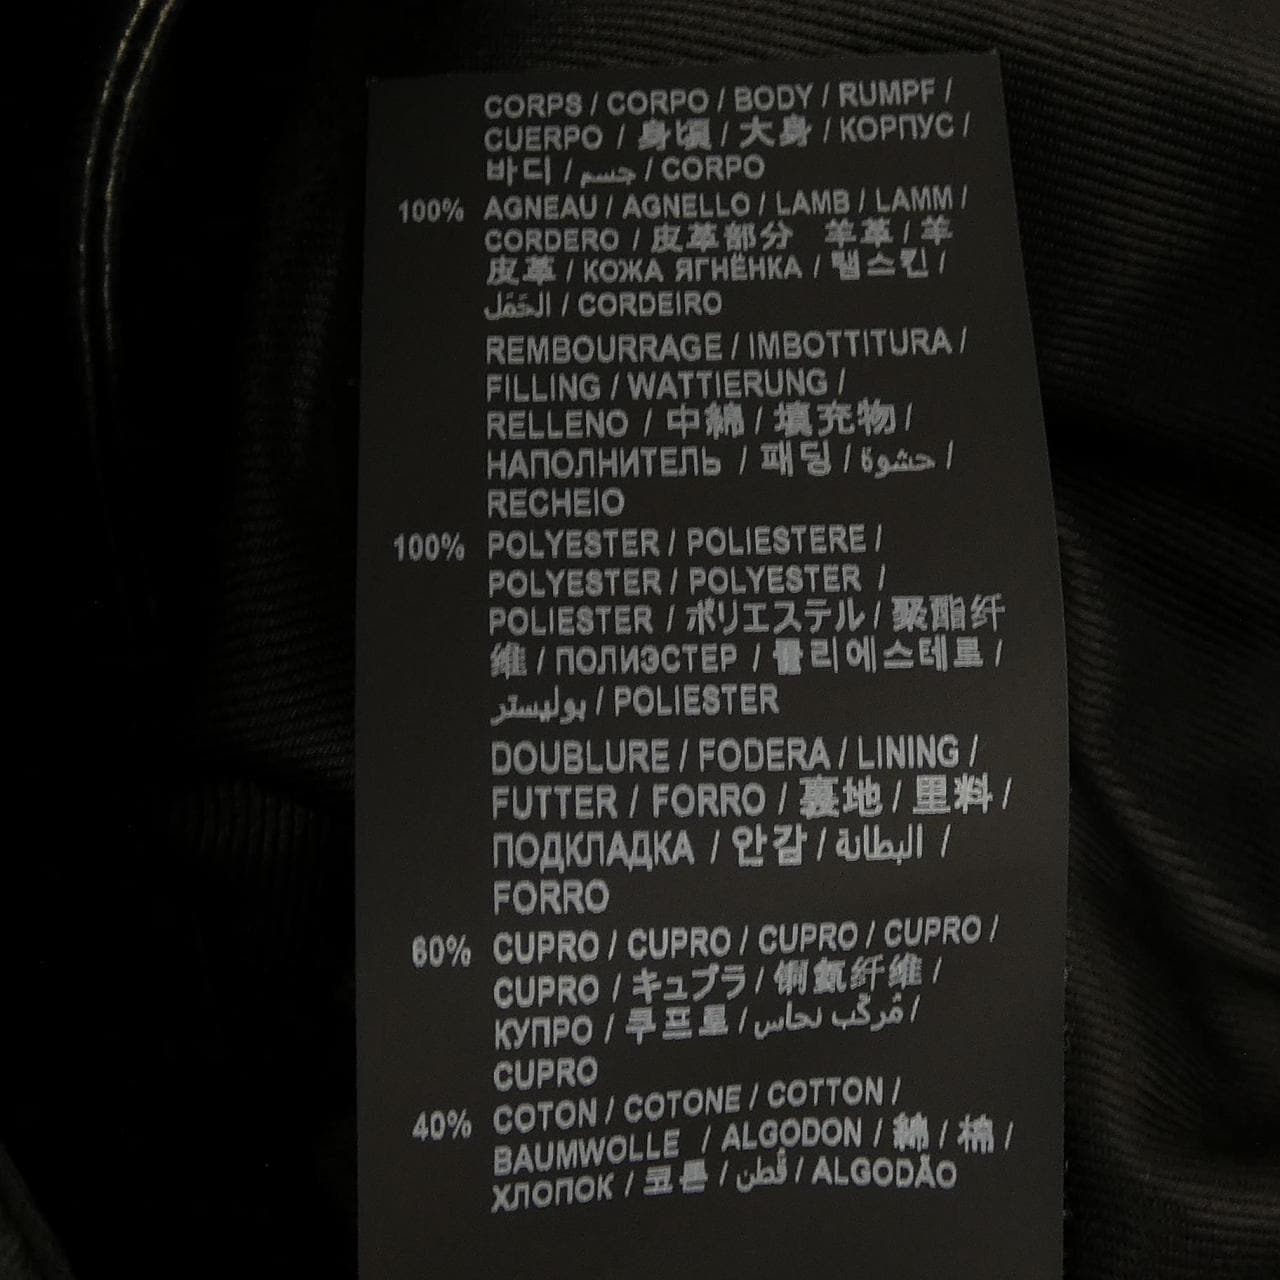 CORPS / CORPO / BODY / RUMPF /
CUERPO / 身頃 / 大身 / КОРПУС /
바디 / جسم / CORPO
100% AGNEAU / AGNELLO / LAMB / LAMM /
CORDERO / 皮革部分 羊革 / 羊
皮革 / КОЖА ЯГНЁНКА / 램스킨 /
الحَمَل / CORDEIRO
REMBOURRAGE / IMBOTTITURA /
FILLING / WATTIERUNG /
RELLENO / 中綿 / 填充物 /
НАПОЛНИТЕЛЬ / 패딩 / حشوة /
RECHEIO
100% POLYESTER / POLIESTERE /
POLYESTER / POLYESTER /
POLIESTER / ポリエステル / 聚酯纤
维 / ПОЛИЭСТЕР / 폴리에스테르 /
بوليستر / POLIESTER
DOUBLURE / FODERA / LINING /
FUTTER / FORRO / 裏地 / 里料 /
ПОДКЛАДКА / 안감 / البطانة /
FORRO
60% CUPRO / CUPRO / CUPRO / CUPRO /
CUPRO / キュプラ / 铜氨纤维 /
КУПРО / 쿠프로 / مُركّب نحاس /
CUPRO
40% COTON / COTONE / COTTON /
BAUMWOLLE / ALGODON / 綿 / 棉 /
ХЛОПОК / 코튼 / قُطن / ALGODÃO